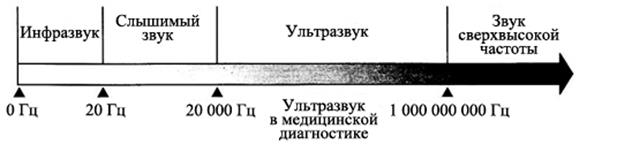 Инфразвук
Слышимый
звук
Ультразвук
Звук
сверхвысокой
частоты
0 Гц
20 Гц
20 000 Гц
Ультразвук
в медицинской
диагностике
1 000 000 000 Гц